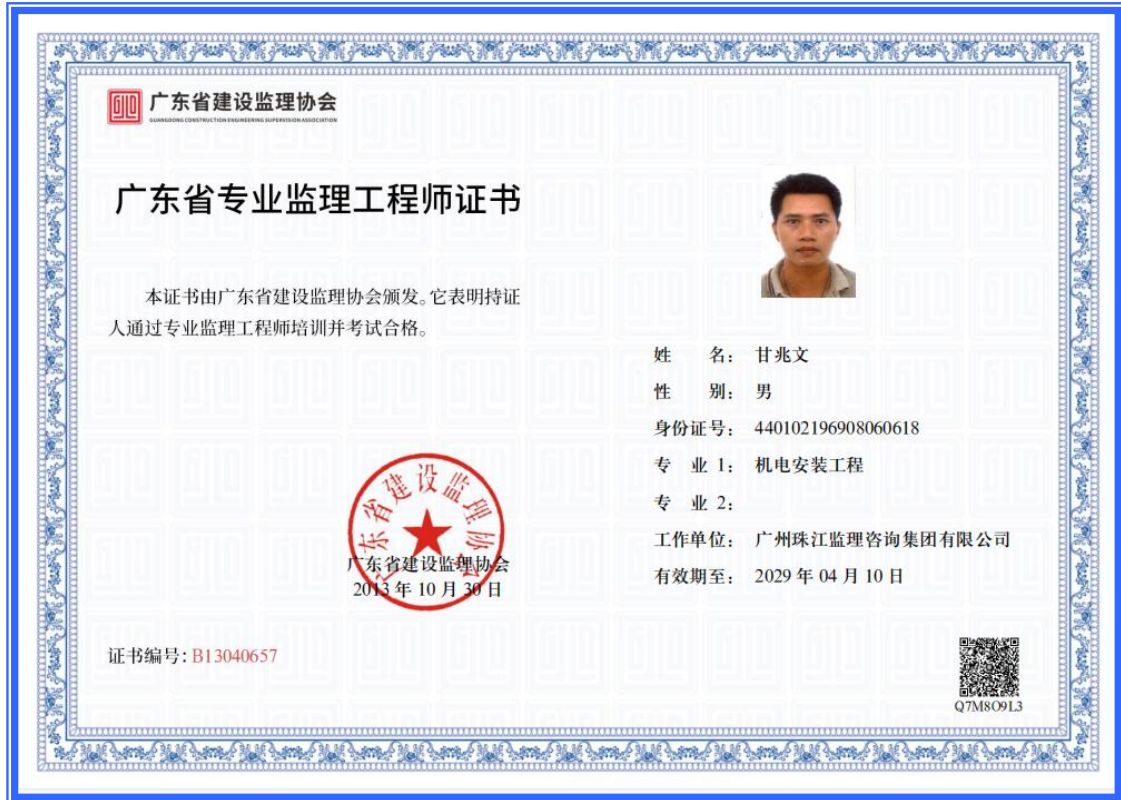 广东省建设监理协会
GUANGDONG CONSTRUCTION ENGINEERING SUPERVISION ASSOCIATION
广东省专业监理工程师证书
本证书由广东省建设监理协会颁发。它表明持证
人通过专业监理工程师培训并考试合格。
姓 名: 甘兆文
性 别: 男
身份证号: 440102196908060618
专 业 1: 机电安装工程
专 业 2:
工作单位: 广州珠江监理咨询集团有限公司
有效期至: 2029 年 04 月 10 日
广东省建设监理协会
广东省建设监理协会
2013 年 10 月 30 日
证书编号: B13040657
Q7M8O9L3